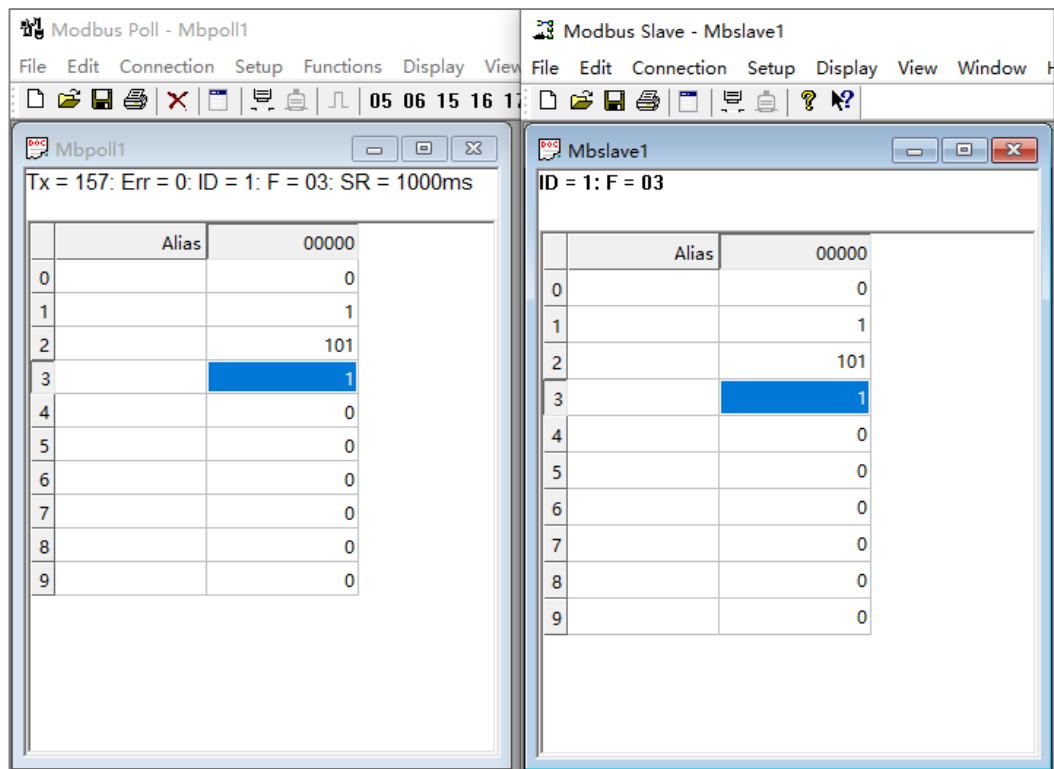 Modbus Poll - Mbpoll1
File Edit Connection Setup Functions Display View
05 06 15 16 17
Mbpoll1
Tx = 157: Err = 0: ID = 1: F = 03: SR = 1000ms
Alias 00000
0 0
1 1
2 101
3 1
4 0
5 0
6 0
7 0
8 0
9 0
Modbus Slave - Mbslave1
File Edit Connection Setup Display View Window H
Mbslave1
ID = 1: F = 03
Alias 00000
0 0
1 1
2 101
3 1
4 0
5 0
6 0
7 0
8 0
9 0